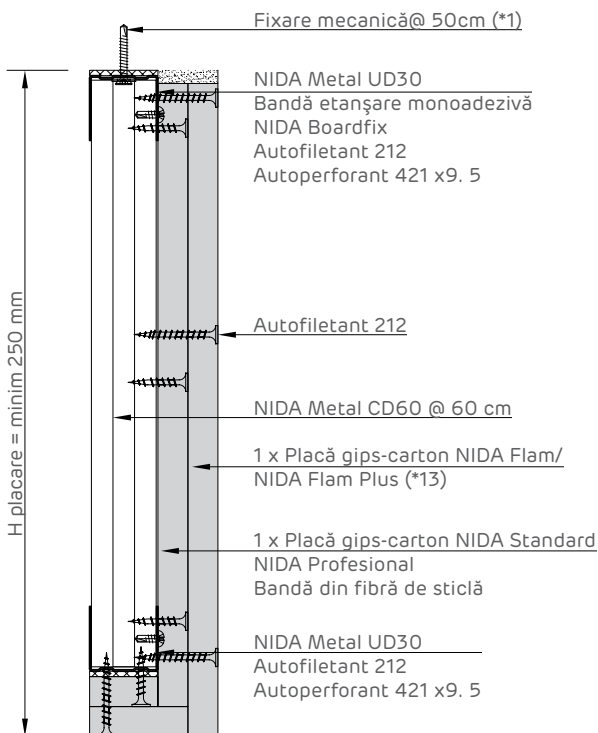 Fixare mecanică@ 50cm (*1)
NIDA Metal UD30
Bandă etanşare monoadezivă
NIDA Boardfix
Autofiletant 212
Autoperforant 421 x9. 5
Autofiletant 212
H placare = minim 250 mm
NIDA Metal CD60 @ 60 cm
1 x Placă gips-carton NIDA Flam/
NIDA Flam Plus (*13)
1 x Placă gips-carton NIDA Standard
NIDA Profesional
Bandă din fibră de sticlă
NIDA Metal UD30
Autofiletant 212
Autoperforant 421 x9. 5